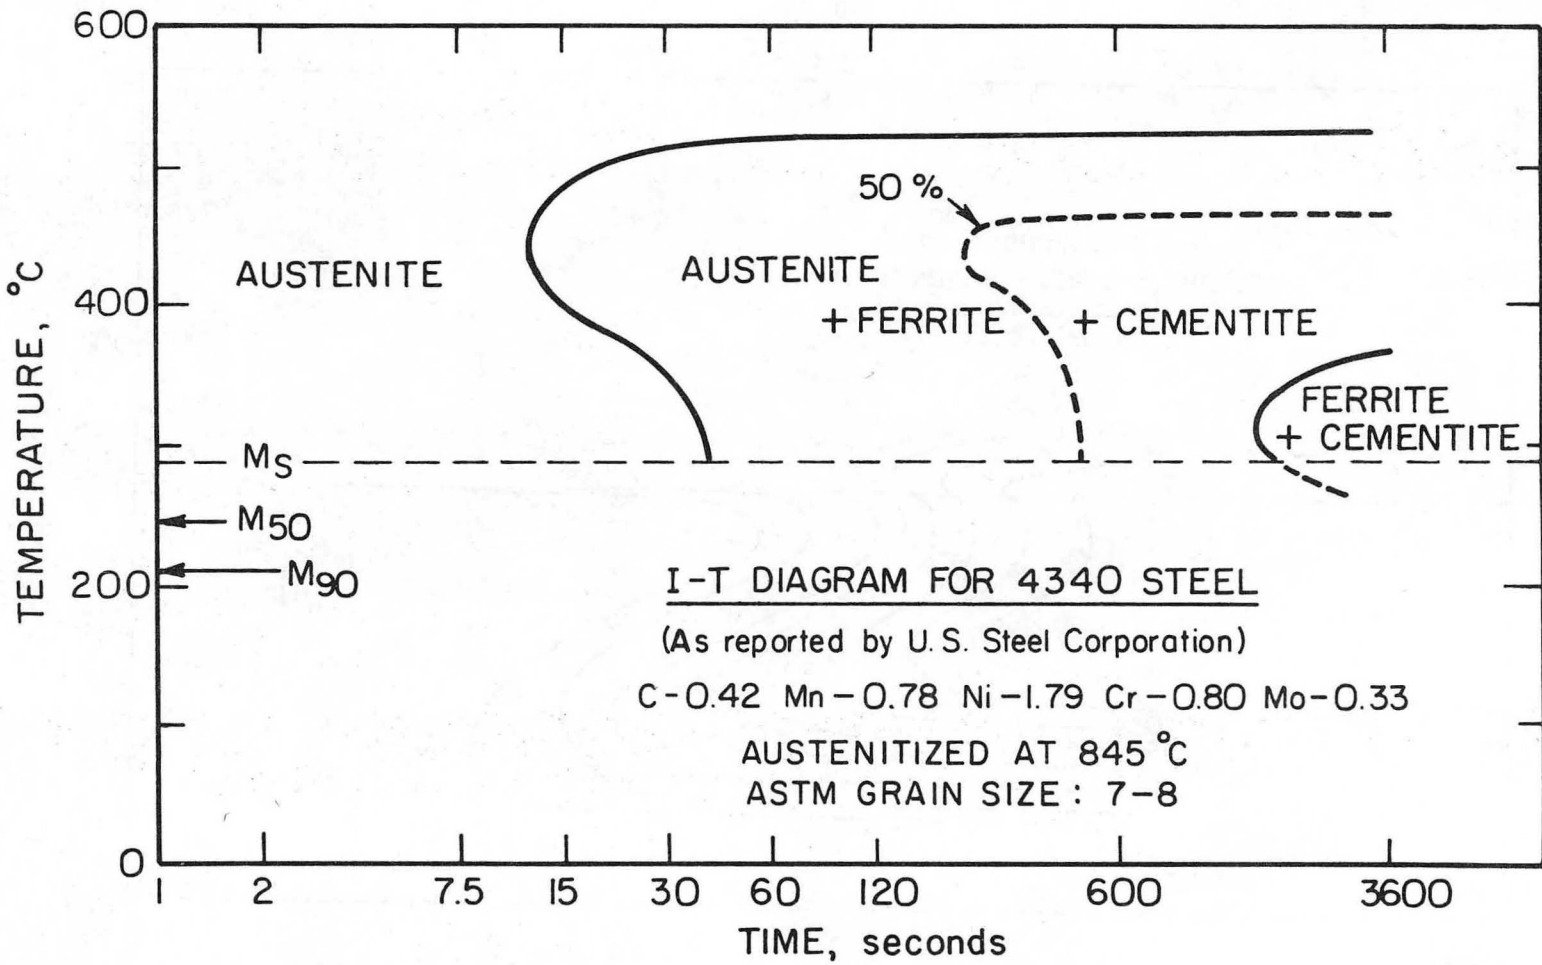 600
50 %
AUSTENITE
AUSTENITE
400
+ FERRITE
+ CEMENTITE
FERRITE
+ CEMENTITE
MS
M50
M90
200
I-T DIAGRAM FOR 4340 STEEL
(As reported by U.S. Steel Corporation)
C-0.42 Mn-0.78 Ni-1.79 Cr-0.80 Mo-0.33
AUSTENITIZED AT 845°C
ASTM GRAIN SIZE: 7-8
0
1 2 7.5 15 30 60 120 600 3600
TIME, seconds
TEMPERATURE, °C